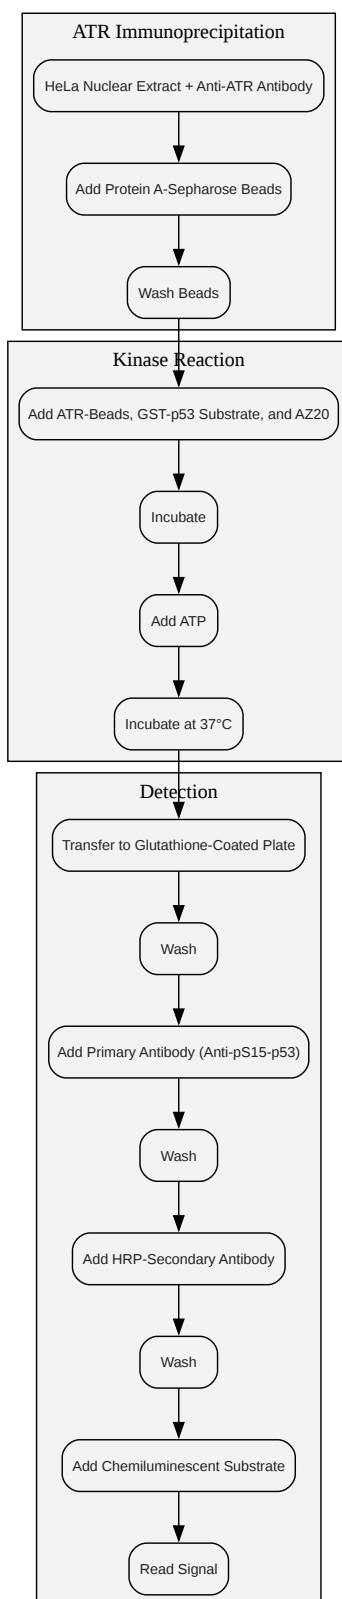 ATR Immunoprecipitation
HeLa Nuclear Extract + Anti-ATR Antibody
Add Protein A-Sepharose Beads
Wash Beads
Kinase Reaction
Add ATR-Beads, GST-p53 Substrate, and AZ20
Incubate
Add ATP
Incubate at 37°C
Detection
Transfer to Glutathione-Coated Plate
Wash
Add Primary Antibody (Anti-pS15-p53)
Wash
Add HRP-Secondary Antibody
Wash
Add Chemiluminescent Substrate
Read Signal